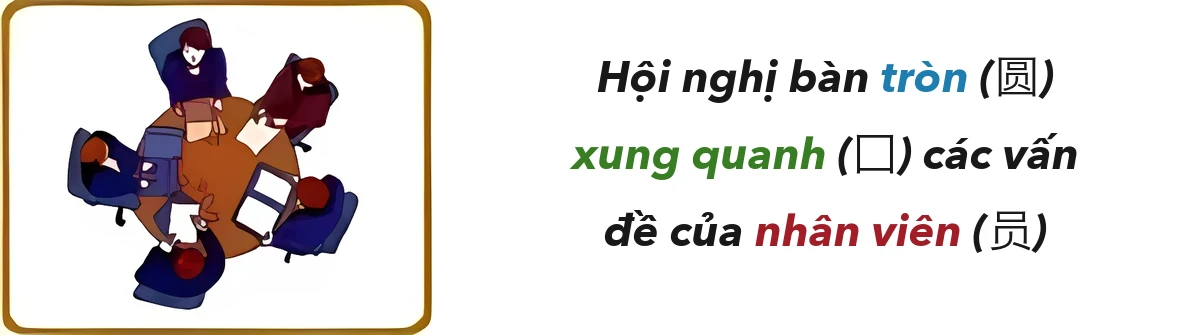 Hội nghị bàn tròn (圆)
xung quanh (囗) các vấn
đề của nhân viên (员)